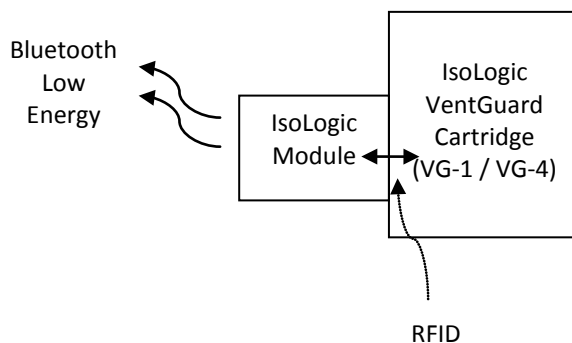 Bluetooth
Low
Energy
IsoLogic
Module
IsoLogic
VentGuard
Cartridge
(VG-1 / VG-4)
RFID